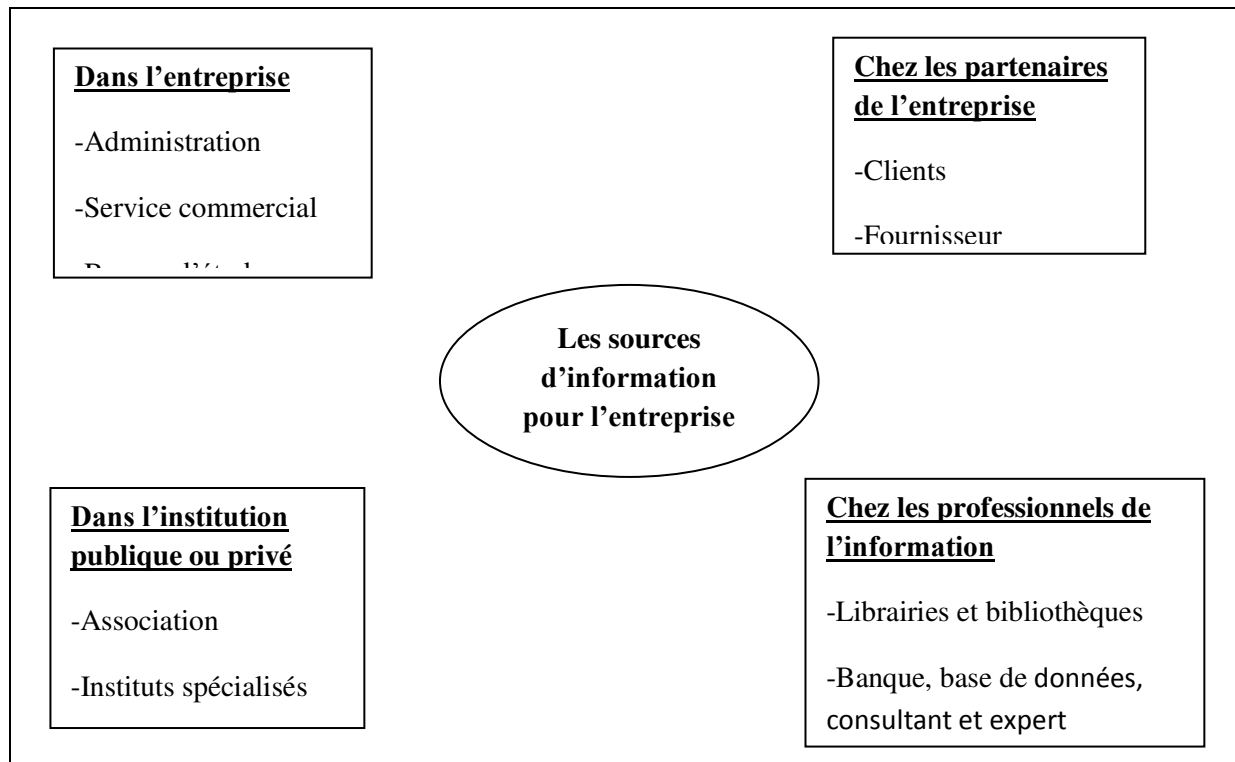 Dans l’entreprise
-Administration
-Service commercial
Chez les partenaires
de l’entreprise
-Clients
-Fournisseur
Les sources
d’information
pour l’entreprise
Dans l’institution
publique ou privé
-Association
-Instituts spécialisés
Chez les professionnels de
l’information
-Librairies et bibliothèques
-Banque, base de données,
consultant et expert